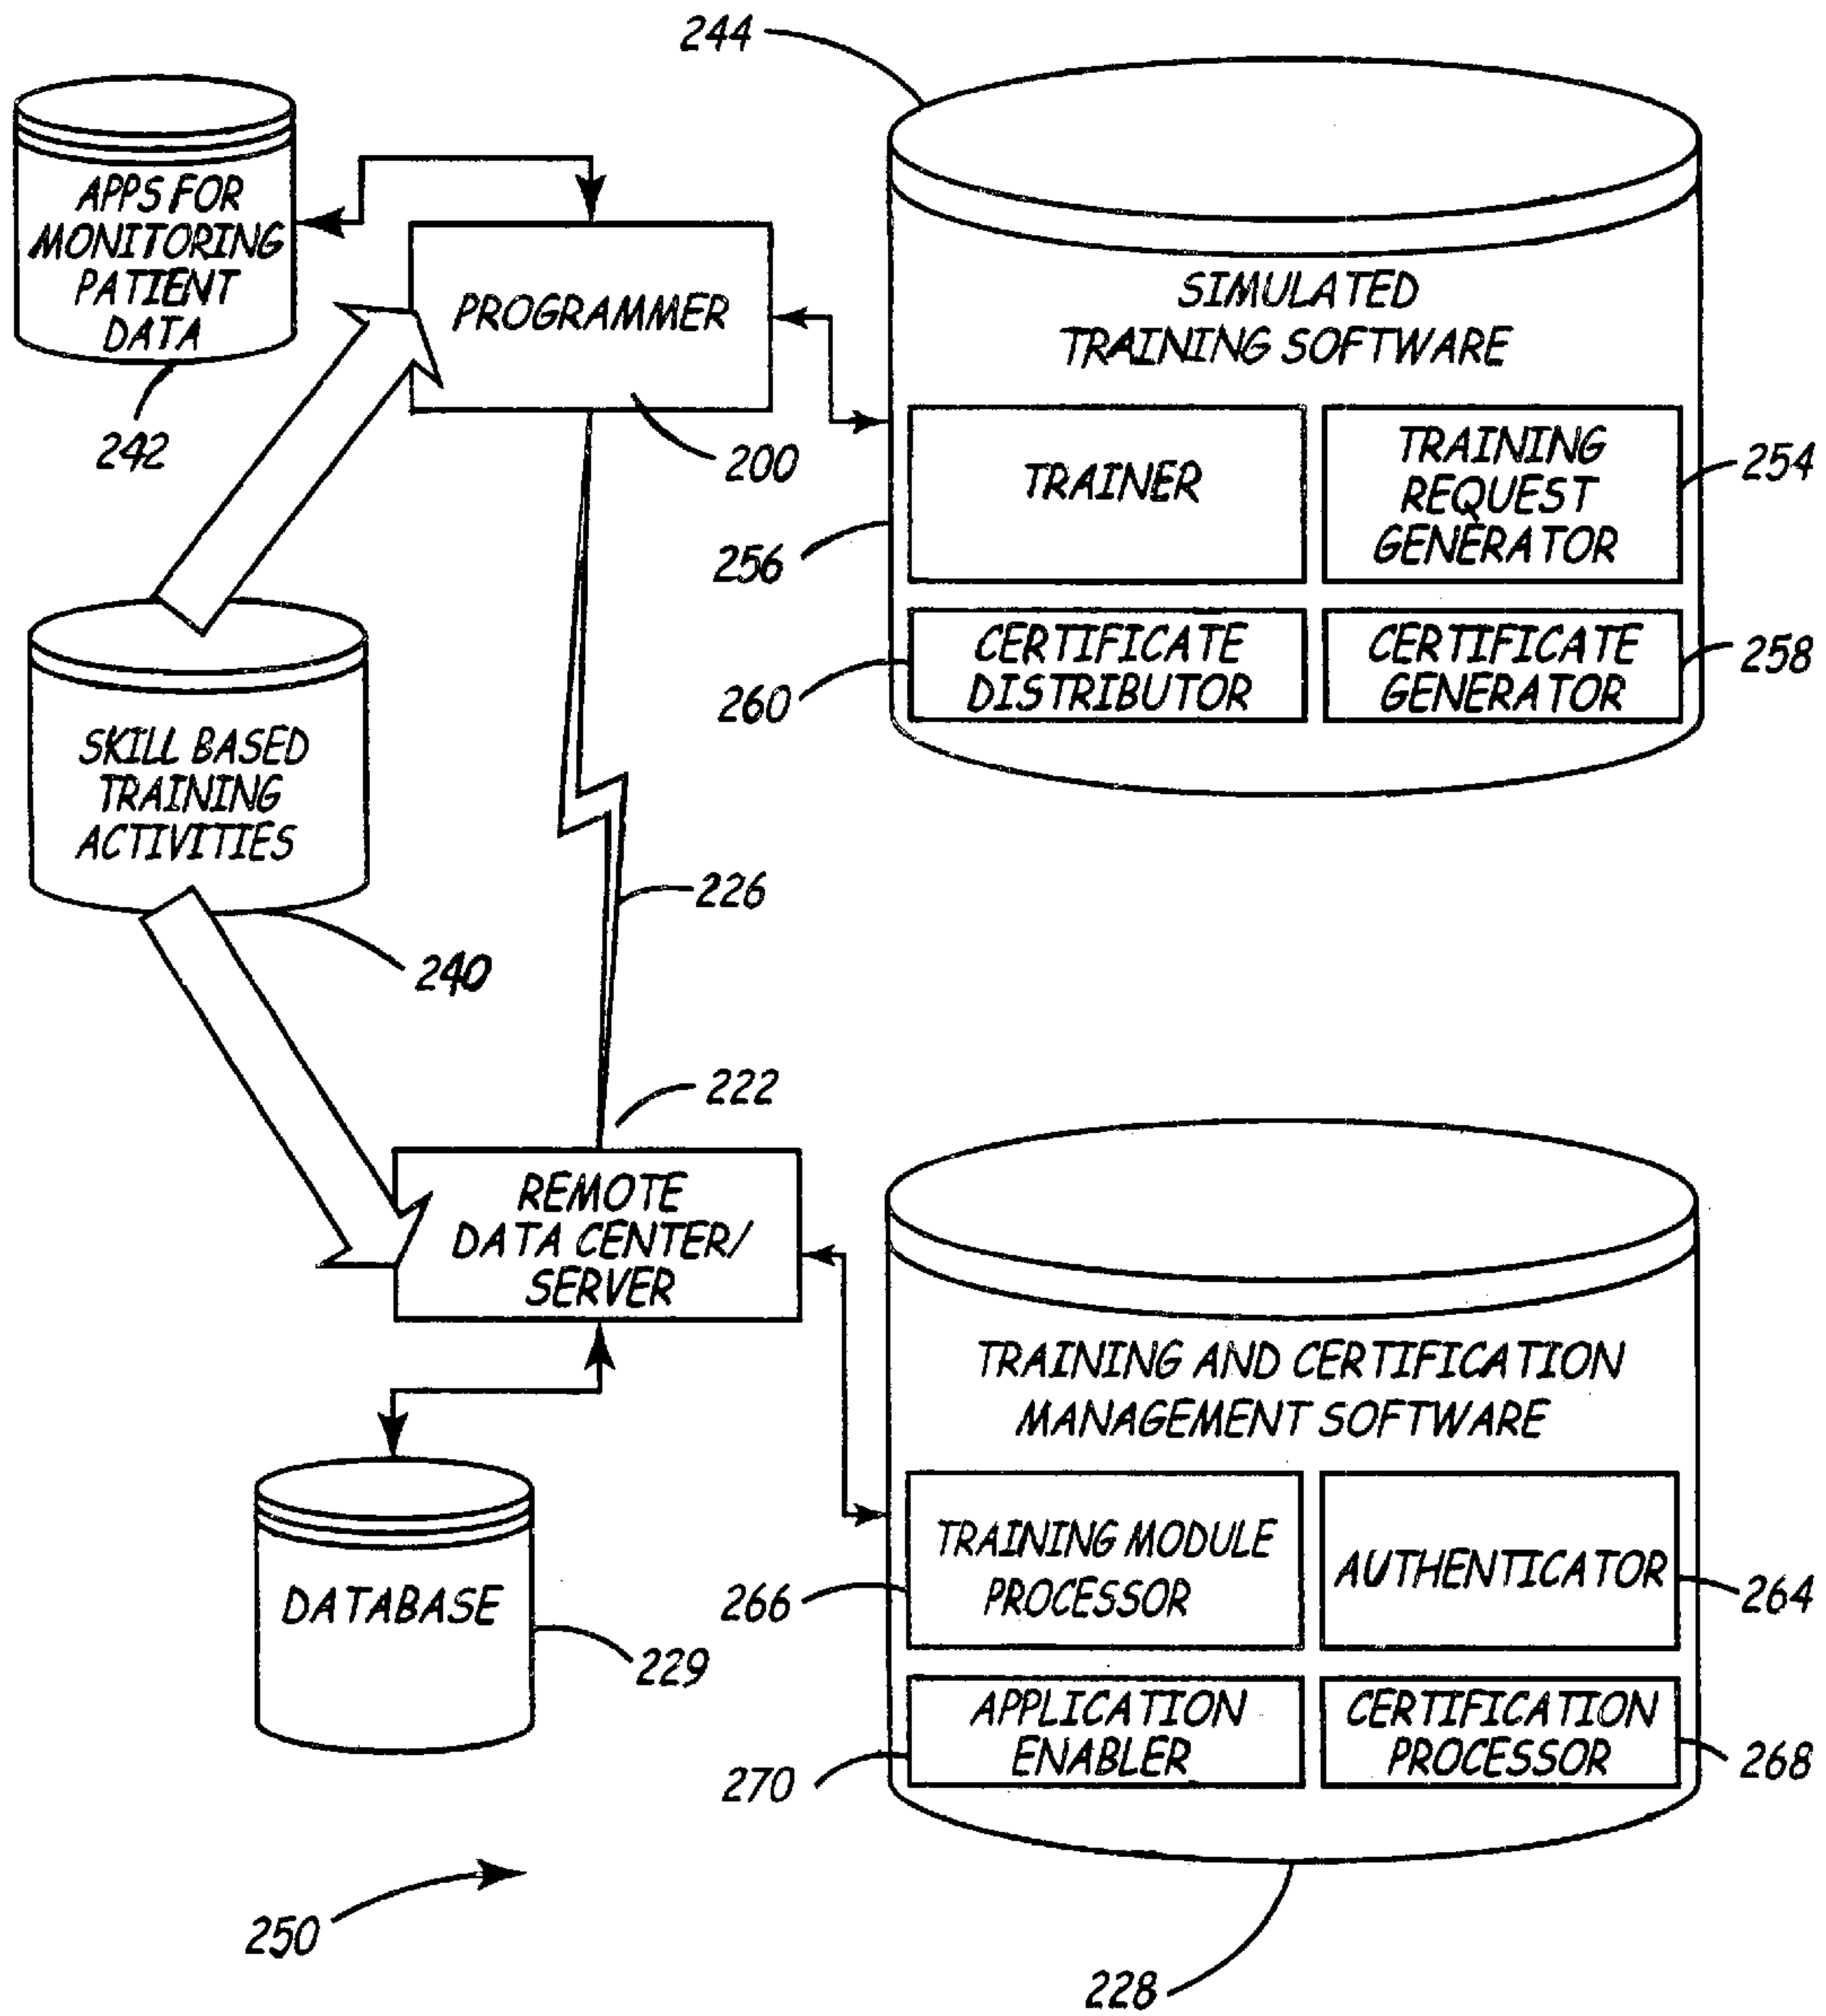 244
APPS FOR
MONITORING
PATIENT
DATA
242
PROGRAMMER
200
SIMULATED
TRAINING SOFTWARE
TRAINER
256
TRAINING
REQUEST
GENERATOR
254
CERTIFICATE
DISTRIBUTOR
260
CERTIFICATE
GENERATOR
258
SKILL BASED
TRAINING
ACTIVITIES
240
226
222
REMOTE
DATA CENTER/
SERVER
DATABASE
229
TRAINING AND CERTIFICATION
MANAGEMENT SOFTWARE
TRAINING MODULE
PROCESSOR
266
AUTHENTICATOR
264
APPLICATION
ENABLER
270
CERTIFICATION
PROCESSOR
268
250
228